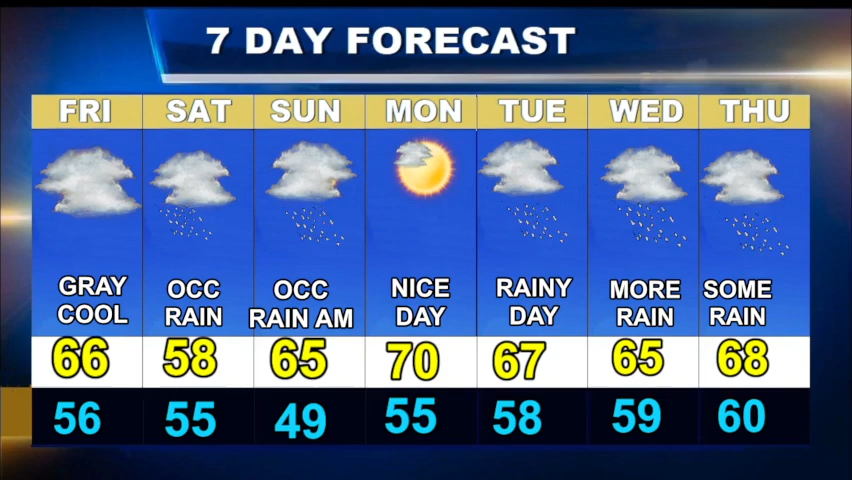 7 DAY FORECAST
FRI SAT SUN MON TUE WED THU
GRAY OCC OCC NICE RAINY MORE SOME
COOL RAIN RAIN AM DAY DAY RAIN RAIN
66 58 65 70 67 65 68
56 55 49 55 58 59 60